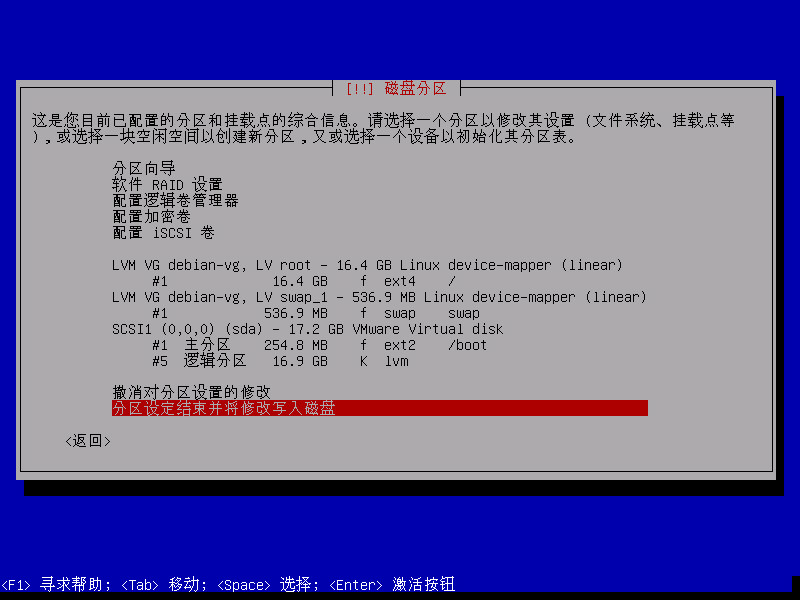 [!!] 磁盘分区
这是您目前已配置的分区和挂载点的综合信息。请选择一个分区以修改其设置 (文件系统、挂载点等
)，或选择一块空闲空间以创建新分区，又或选择一个设备以初始化其分区表。
分区向导
软件 RAID 设置
配置逻辑卷管理器
配置加密卷
配置 iSCSI 卷
LVM VG debian-vg, LV root - 16.4 GB Linux device-mapper (linear)
#1 16.4 GB f ext4 /
LVM VG debian-vg, LV swap_1 - 536.9 MB Linux device-mapper (linear)
#1 536.9 MB f swap swap
SCSI1 (0,0,0) (sda) - 17.2 GB VMware Virtual disk
#1 主分区 254.8 MB f ext2 /boot
#5 逻辑分区 16.9 GB K lvm
撤消对分区设置的修改
分区设定结束并将修改写入磁盘
<返回>
<F1> 寻求帮助; <Tab> 移动; <Space> 选择; <Enter> 激活按钮